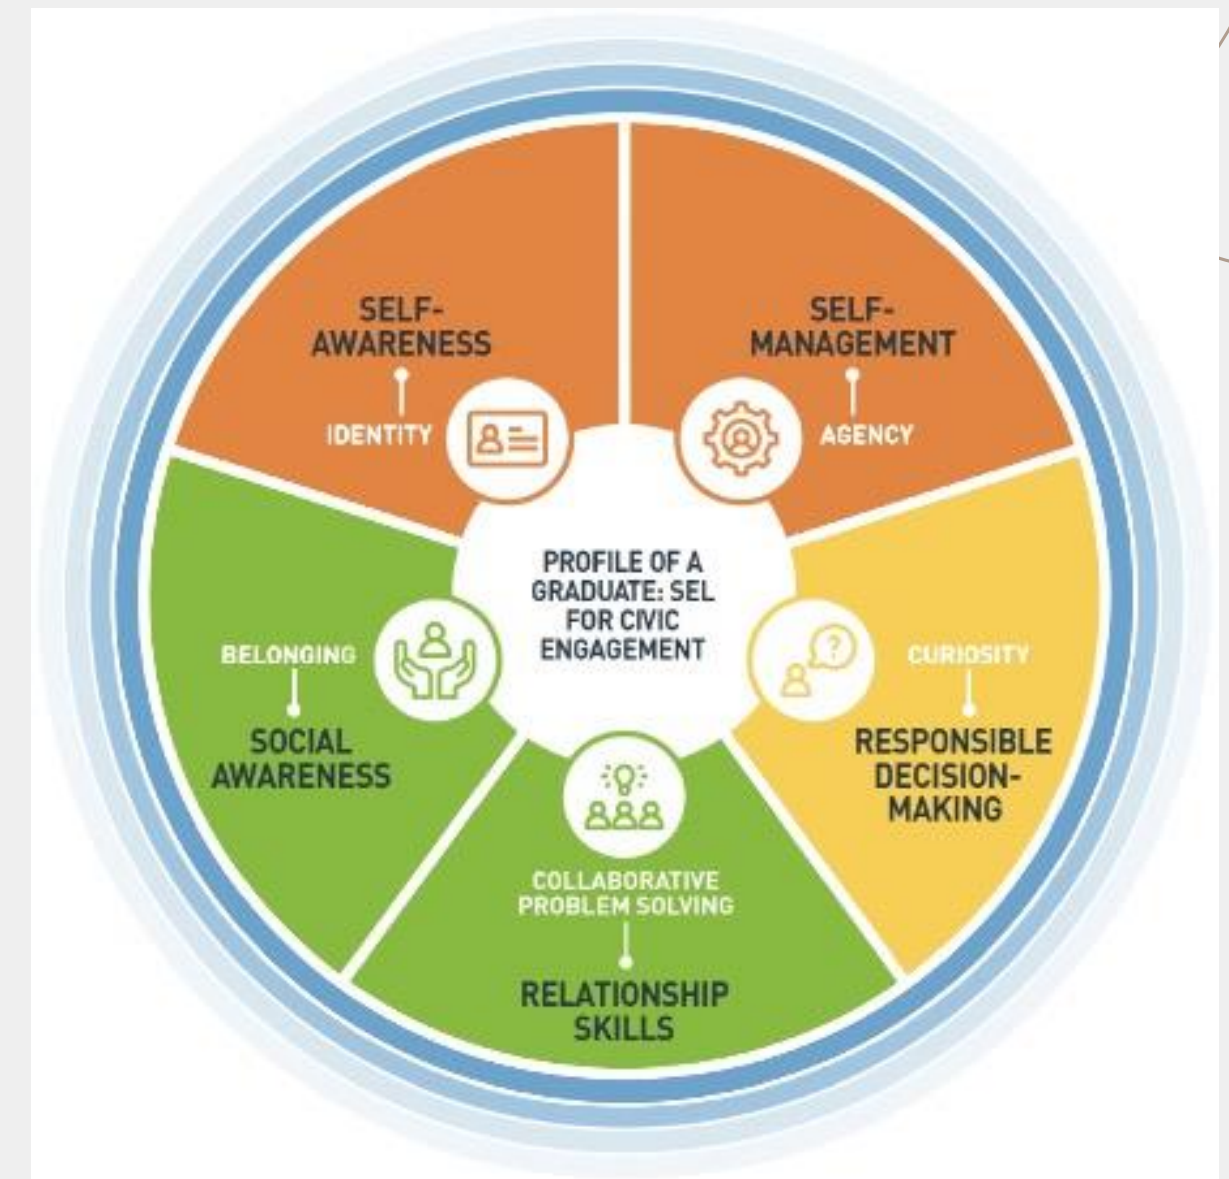 SELF-
AWARENESS
IDENTITY
SELF-
MANAGEMENT
AGENCY
PROFILE OF A
GRADUATE: SEL
FOR CIVIC
ENGAGEMENT
BELONGING
SOCIAL
AWARENESS
CURIOSITY
RESPONSIBLE
DECISION-
MAKING
?
COLLABORATIVE
PROBLEM SOLVING
RELATIONSHIP
SKILLS